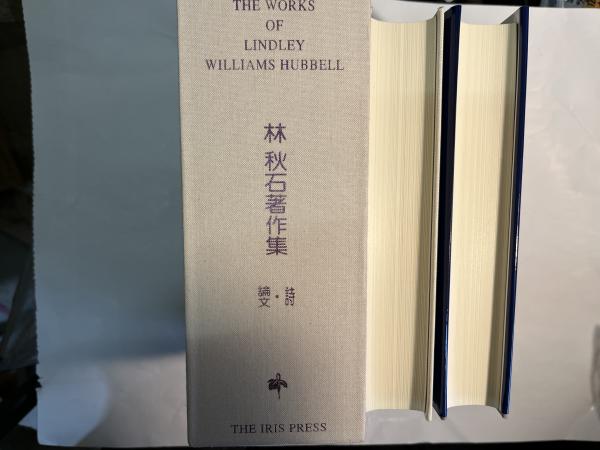 THE WORKS
OF
LINDLEY
WILLIAMS HUBBELL
林 秋石著作集
詩・論文
THE IRIS PRESS